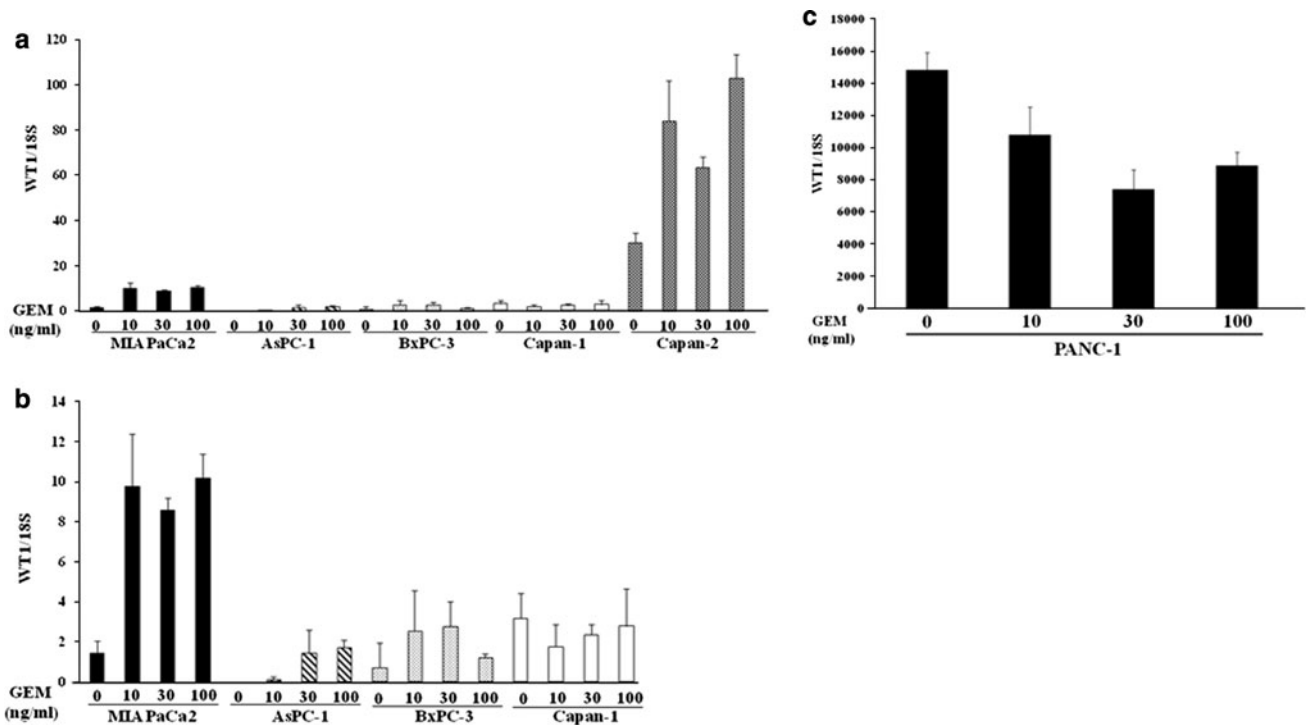 a
120
100
80
60
40
20
0
WT1/18S
GEM
(ng/ml)
0 10 30 100 0 10 30 100 0 10 30 100 0 10 30 100 0 10 30 100
MIAPaCa2 AsPC-1 BxPC-3 Capan-1 Capan-2
c
18000
16000
14000
12000
10000
8000
6000
4000
2000
0
WT1/18S
GEM
(ng/ml)
0 10 30 100
PANC-1
b
14
12
10
8
6
4
2
0
WT1/18S
GEM
(ng/ml)
0 10 30 100 0 10 30 100 0 10 30 100 0 10 30 100
MIAPaCa2 AsPC-1 BxPC-3 Capan-1